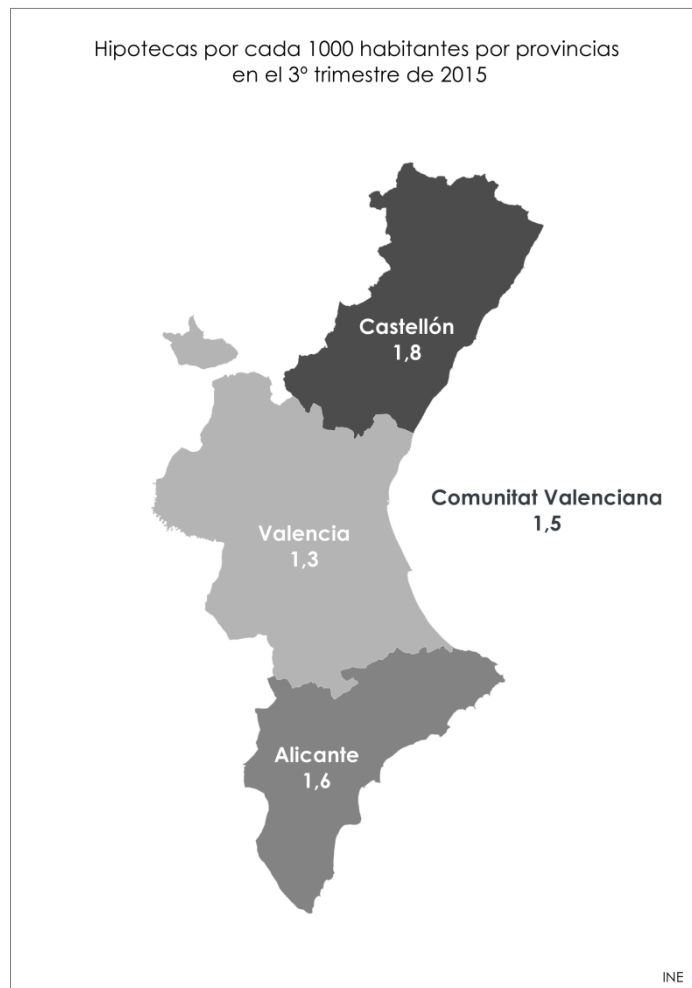 Hipotecas por cada 1000 habitantes por provincias
en el 3º trimestre de 2015
Castellón
1,8
Comunitat Valenciana
1,5
Valencia
1,3
Alicante
1,6
INE